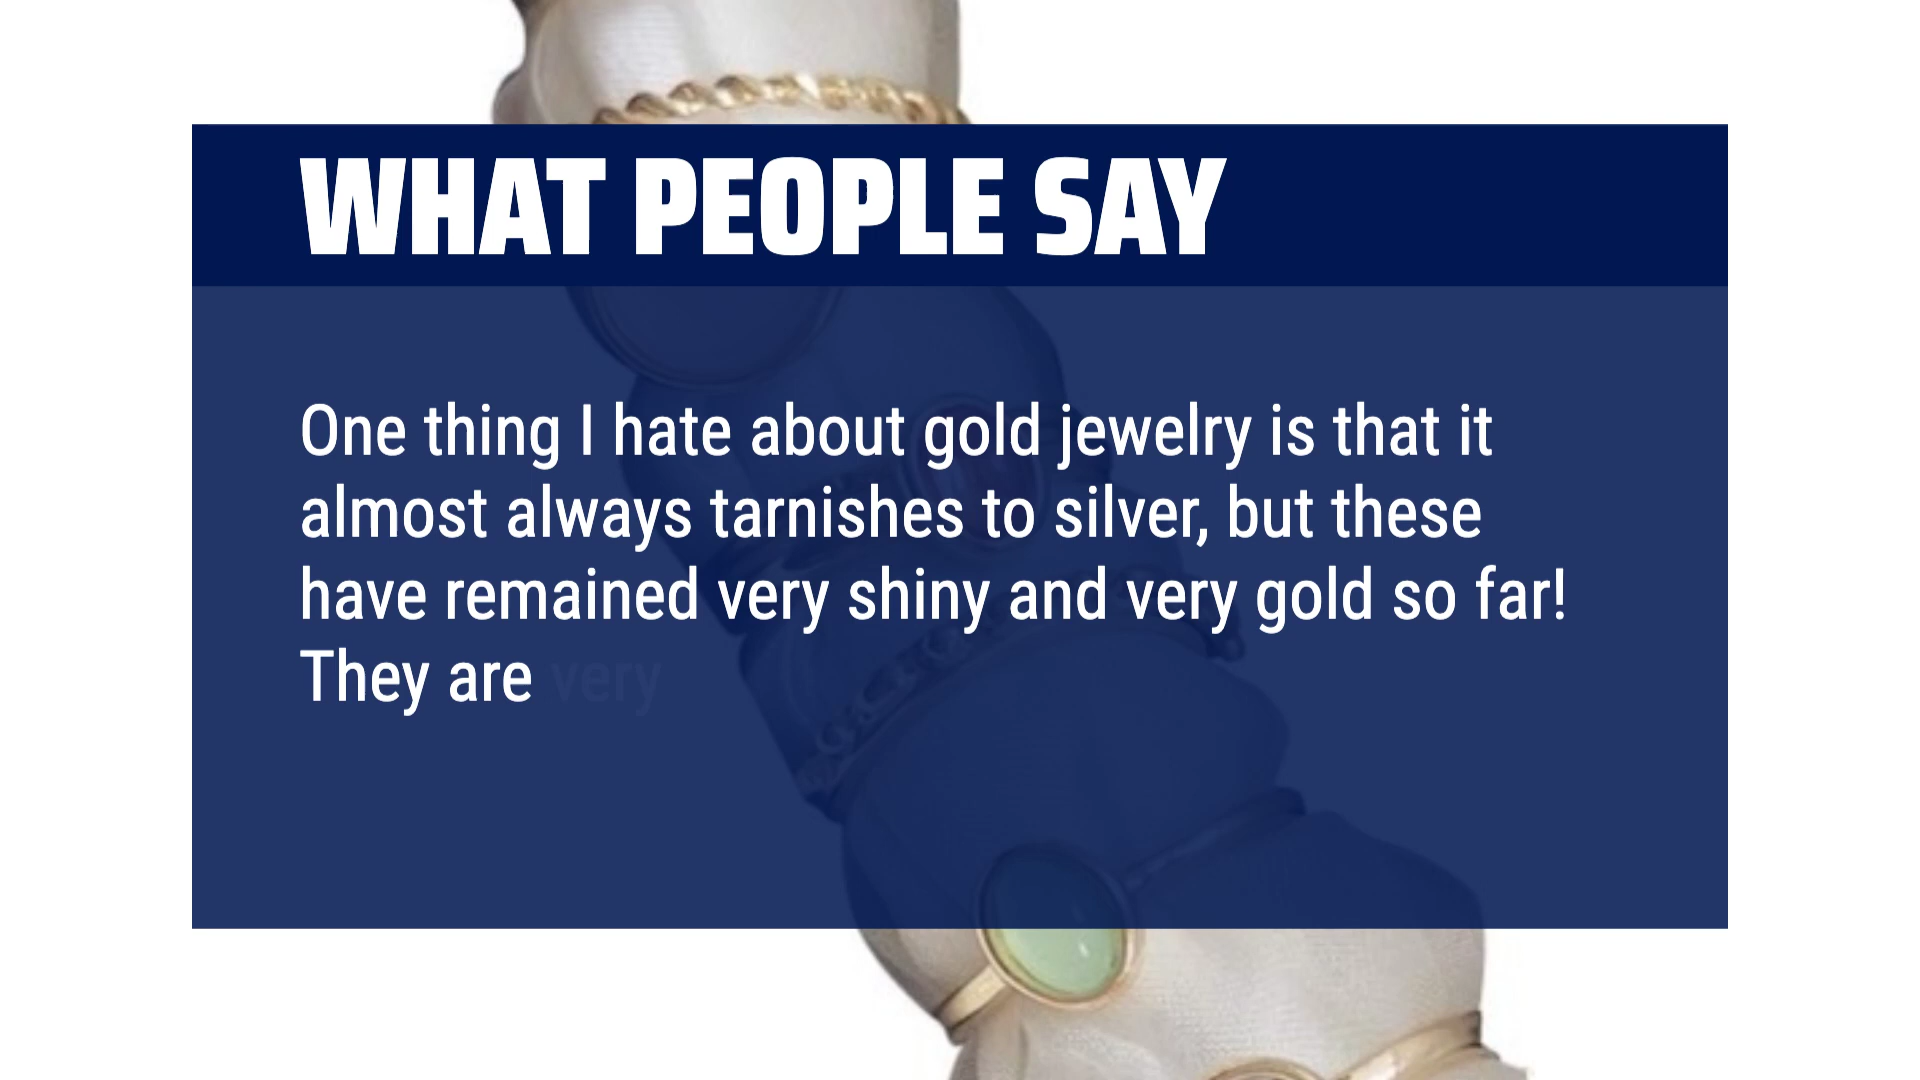 WHAT PEOPLE SAY
One thing I hate about gold jewelry is that it
almost always tarnishes to silver, but these
have remained very shiny and very gold so far!
They are very